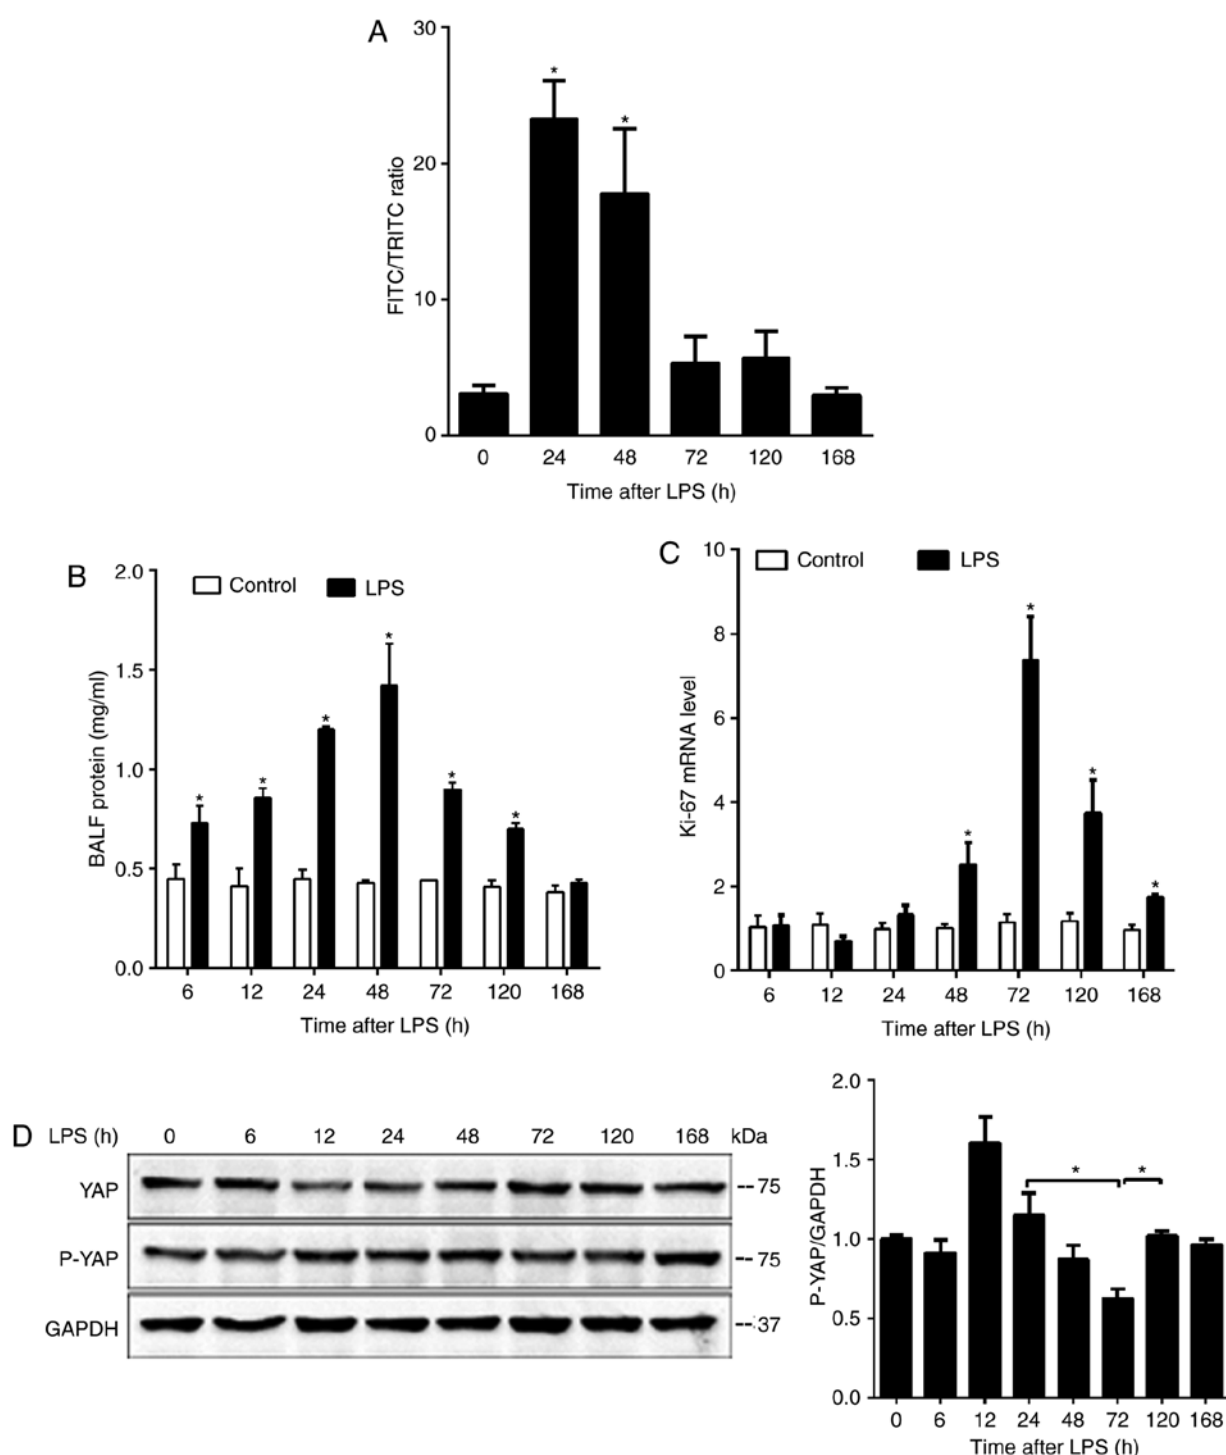 A
30
20
10
0
FITC/TRITC ratio
* *
0 24 48 72 120 168
Time after LPS (h)
B
Control LPS
2.0
1.5
1.0
0.5
0.0
BALF protein (mg/ml)
* * * * * *
6 12 24 48 72 120 168
Time after LPS (h)
C
Control LPS
10
8
6
4
2
0
Ki-67 mRNA level
* * * *
6 12 24 48 72 120 168
Time after LPS (h)
D
LPS (h) 0 6 12 24 48 72 120 168 kDa
YAP --75
P-YAP --75
GAPDH --37
2.0
1.5
1.0
0.5
0.0
P-YAP/GAPDH
* *
0 6 12 24 48 72 120 168
Time after LPS (h)